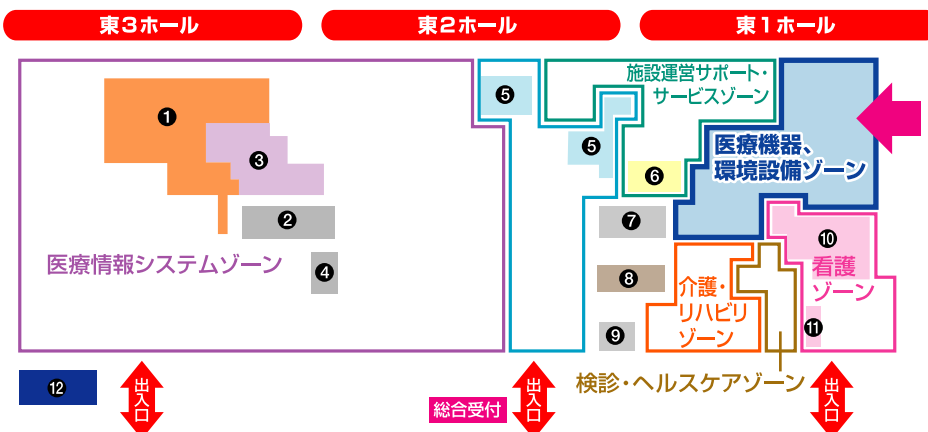 東3ホール
東2ホール
東1ホール
施設運営サポート・
サービスゾーン
❶
❺
❺
❸
❻
医療機器、
環境設備ゾーン
❷
❼
❿
看護
ゾーン
医療情報システムゾーン
❹
❽
介護・
リハビリ
ゾーン
❾
⓫
⓬
出入口
総合受付
出入口
検診・ヘルスケアゾーン
出入口